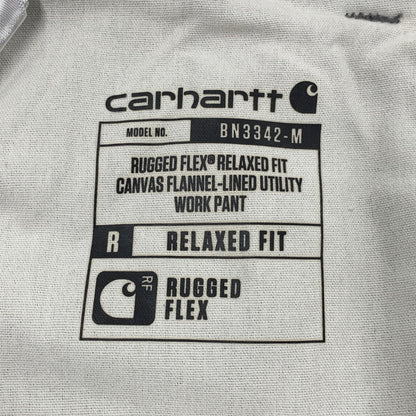 carhartt
MODEL NO. BN3342-M
RUGGED FLEX® RELAXED FIT
CANVAS FLANNEL-LINED UTILITY
WORK PANT
R RELAXED FIT
RF RUGGED
FLEX